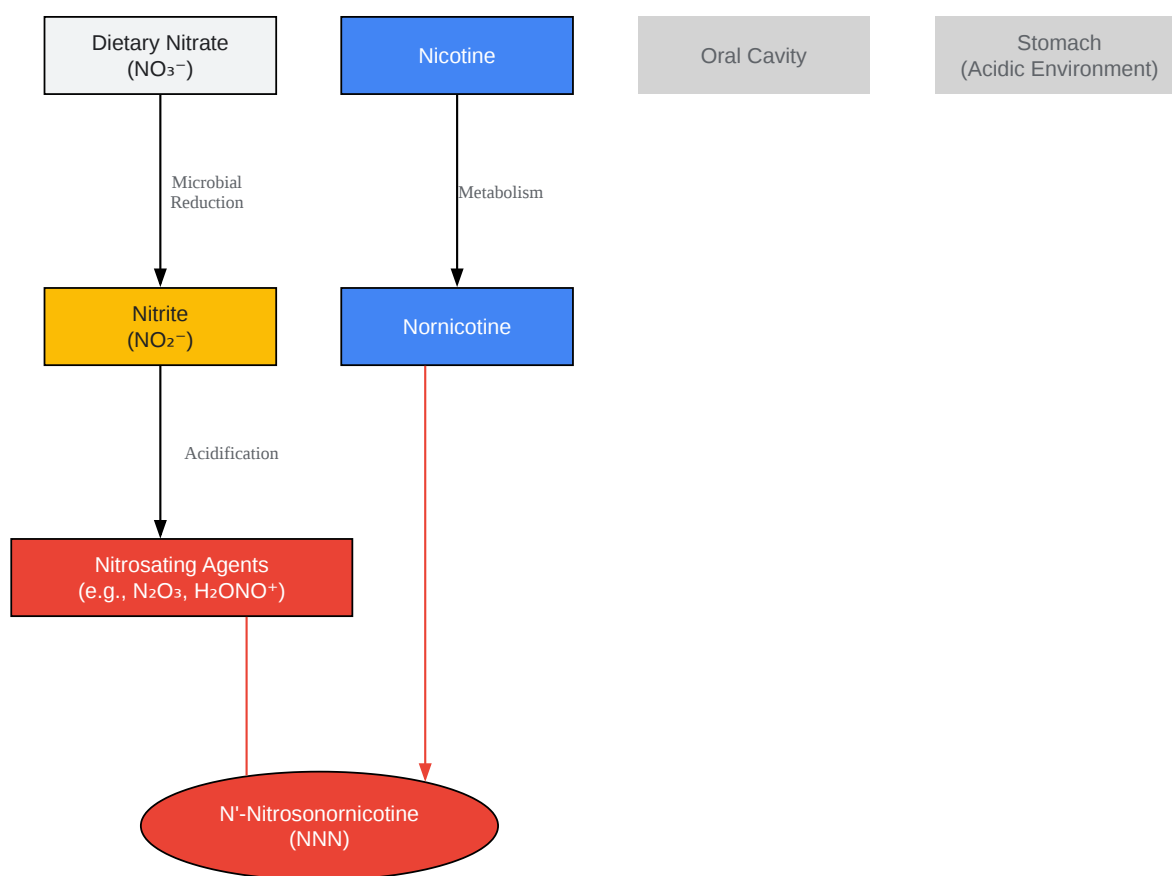 Dietary Nitrate
(NO₃⁻)
Nicotine
Oral Cavity
Stomach
(Acidic Environment)
Microbial
Reduction
Metabolism
Nitrite
(NO₂⁻)
Nornicotine
Acidification
Nitrosating Agents
(e.g., N₂O₃, H₂ONO⁺)
N'-Nitrosonornicotine
(NNN)